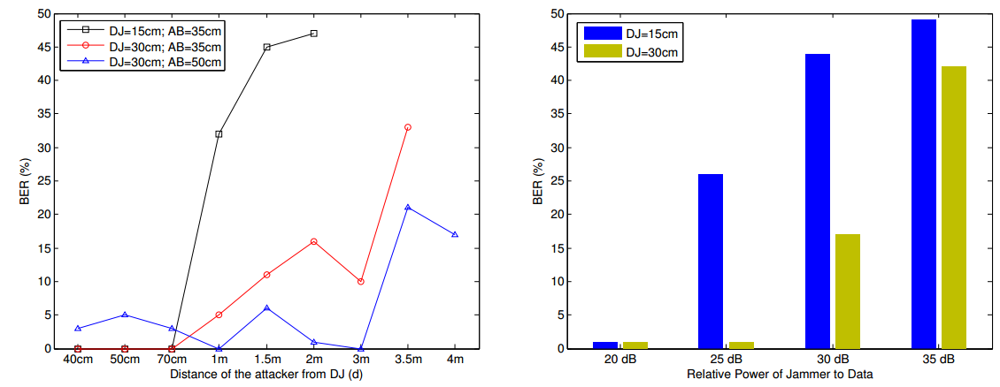 50
45
40
35
30
25
20
15
10
5
0
BER (%)
DJ=15cm; AB=35cm
DJ=30cm; AB=35cm
DJ=30cm; AB=50cm
40cm 50cm 70cm 1m 1.5m 2m 3m 3.5m 4m
Distance of the attacker from DJ (d)
50
45
40
35
30
25
20
15
10
5
0
BER (%)
DJ=15cm
DJ=30cm
20 dB 25 dB 30 dB 35 dB
Relative Power of Jammer to Data